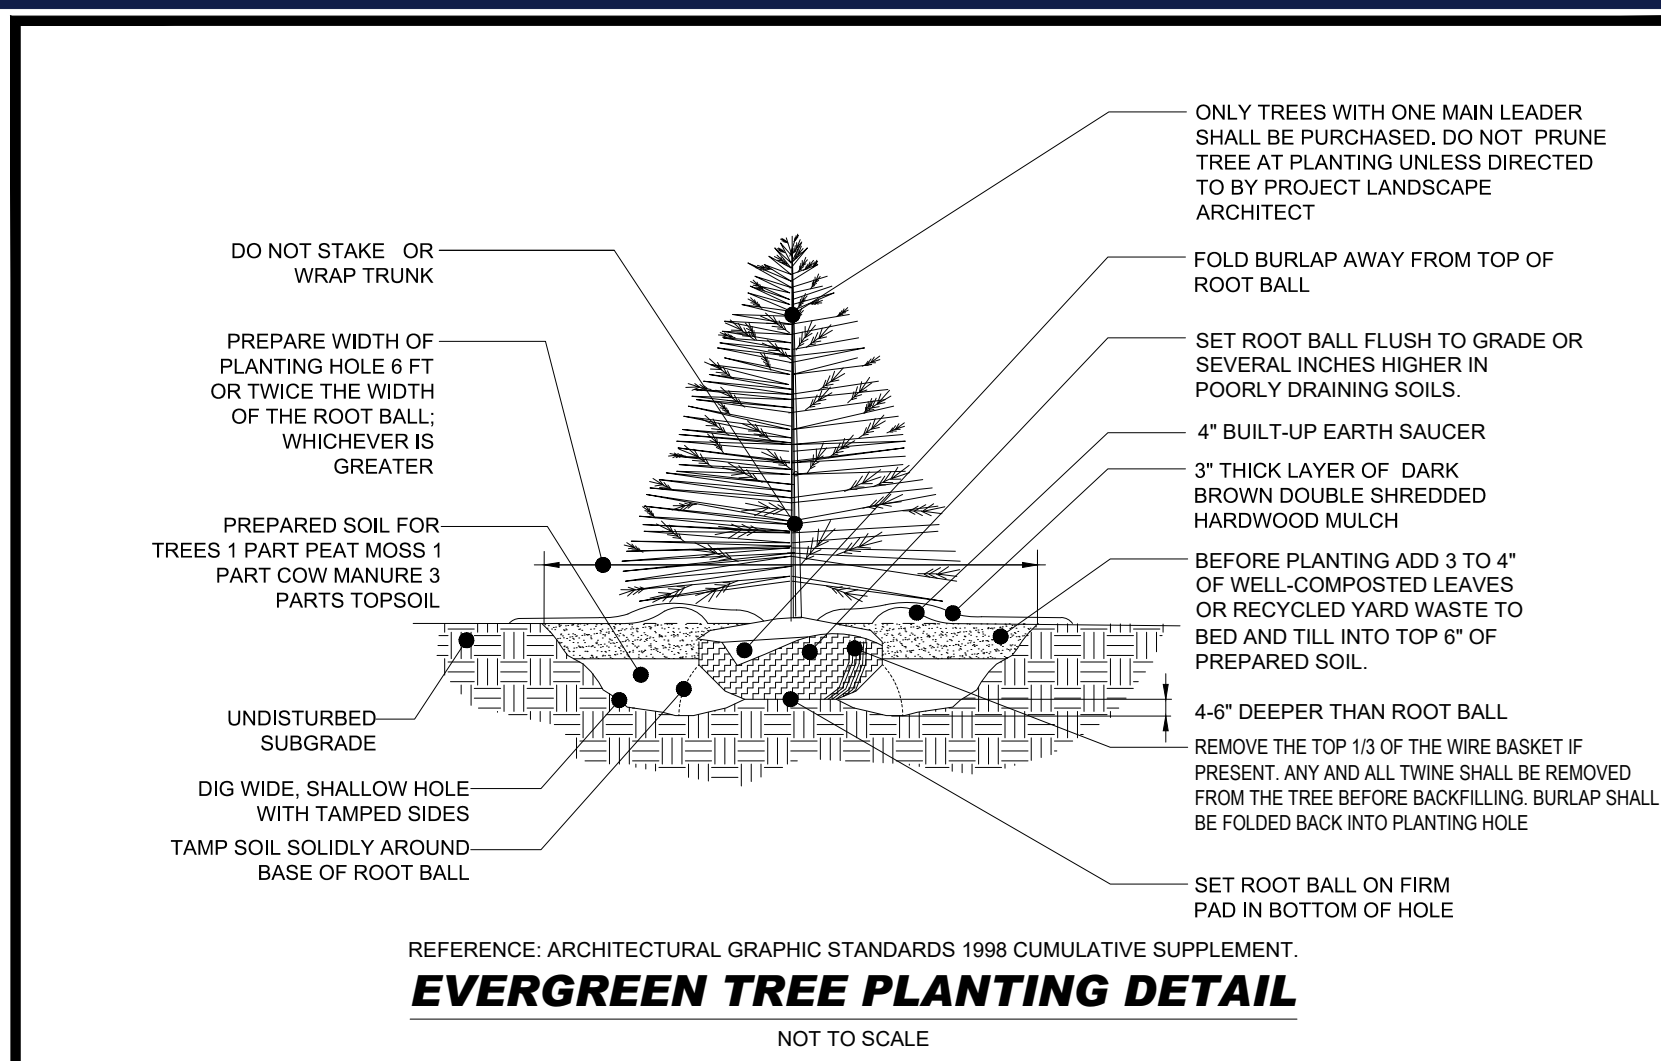 ONLY TREES WITH ONE MAIN LEADER
SHALL BE PURCHASED. DO NOT PRUNE
TREE AT PLANTING UNLESS DIRECTED
TO BY PROJECT LANDSCAPE
ARCHITECT
DO NOT STAKE OR
WRAP TRUNK
FOLD BURLAP AWAY FROM TOP OF
ROOT BALL
PREPARE WIDTH OF
PLANTING HOLE 6 FT
OR TWICE THE WIDTH
OF THE ROOT BALL;
WHICHEVER IS
GREATER
SET ROOT BALL FLUSH TO GRADE OR
SEVERAL INCHES HIGHER IN
POORLY DRAINING SOILS.
4" BUILT-UP EARTH SAUCER
3" THICK LAYER OF DARK
BROWN DOUBLE SHREDDED
HARDWOOD MULCH
PREPARED SOIL FOR
TREES 1 PART PEAT MOSS 1
PART COW MANURE 3
PARTS TOPSOIL
BEFORE PLANTING ADD 3 TO 4"
OF WELL-COMPOSTED LEAVES
OR RECYCLED YARD WASTE TO
BED AND TILL INTO TOP 6" OF
PREPARED SOIL.
UNDISTURBED
SUBGRADE
4-6" DEEPER THAN ROOT BALL
REMOVE THE TOP 1/3 OF THE WIRE BASKET IF
PRESENT. ANY AND ALL TWINE SHALL BE REMOVED
FROM THE TREE BEFORE BACKFILLING. BURLAP SHALL
BE FOLDED BACK INTO PLANTING HOLE
DIG WIDE, SHALLOW HOLE
WITH TAMPED SIDES
TAMP SOIL SOLIDLY AROUND
BASE OF ROOT BALL
SET ROOT BALL ON FIRM
PAD IN BOTTOM OF HOLE
REFERENCE: ARCHITECTURAL GRAPHIC STANDARDS 1998 CUMULATIVE SUPPLEMENT.
EVERGREEN TREE PLANTING DETAIL
NOT TO SCALE